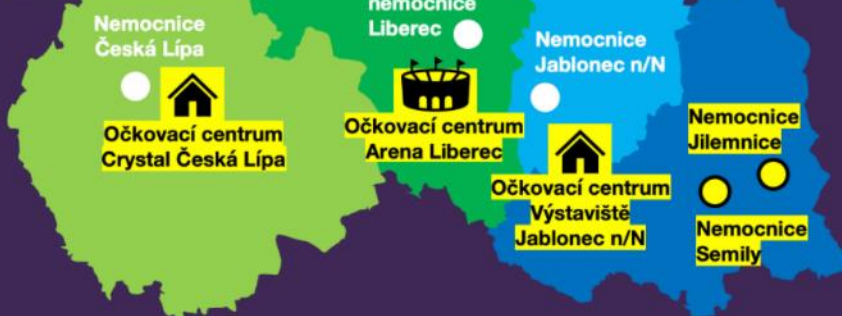 Nemocnice
Česká Lípa
Očkovací centrum
Crystal Česká Lípa
nemocnice
Liberec
Očkovací centrum
Arena Liberec
Nemocnice
Jablonec n/N
Očkovací centrum
Výstaviště
Jablonec n/N
Nemocnice
Jilemnice
Nemocnice
Semily